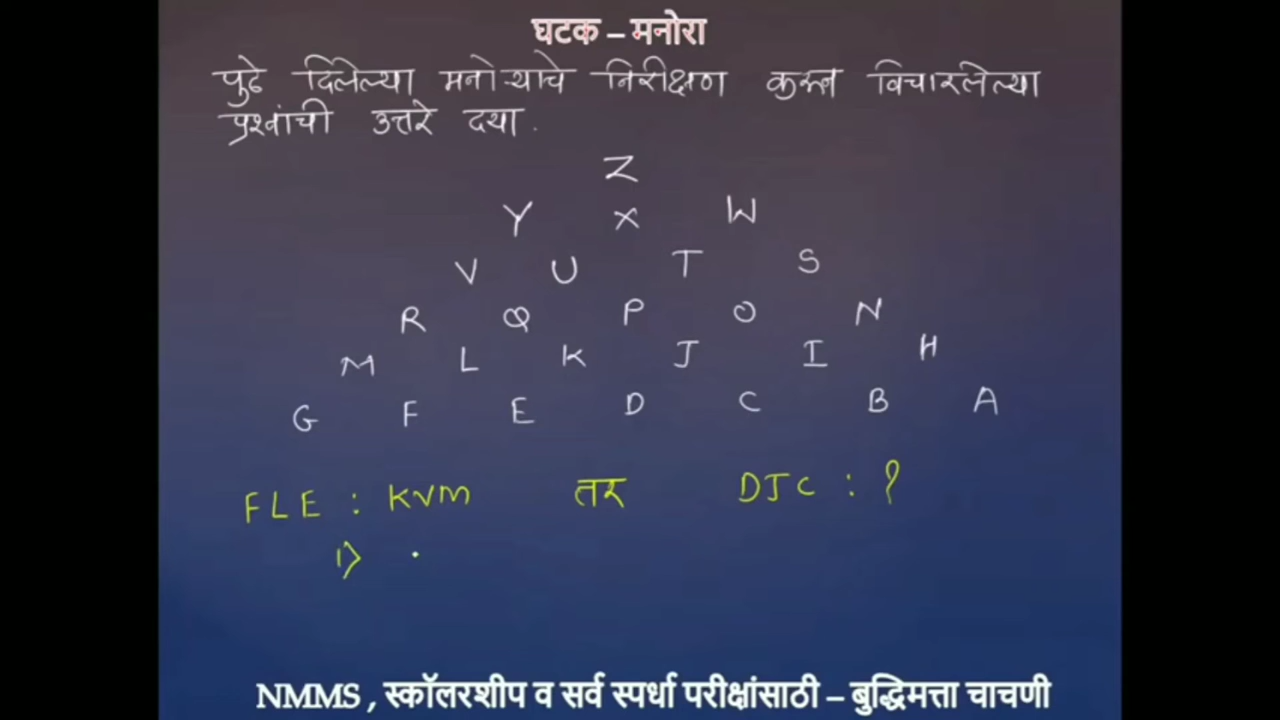 घटक – मनोरा
पुढे दिलेल्या मनोऱ्याचे निरीक्षण करून विचारलेल्या
प्रश्नांची उत्तरे दया.
Z
Y X W
V U T S
R Q P O N
M L K J I H
G F E D C B A
FLE : KVM तर DJC : ?
1)
NMMS , स्कॉलरशीप व सर्व स्पर्धा परीक्षांसाठी – बुद्धिमत्ता चाचणी